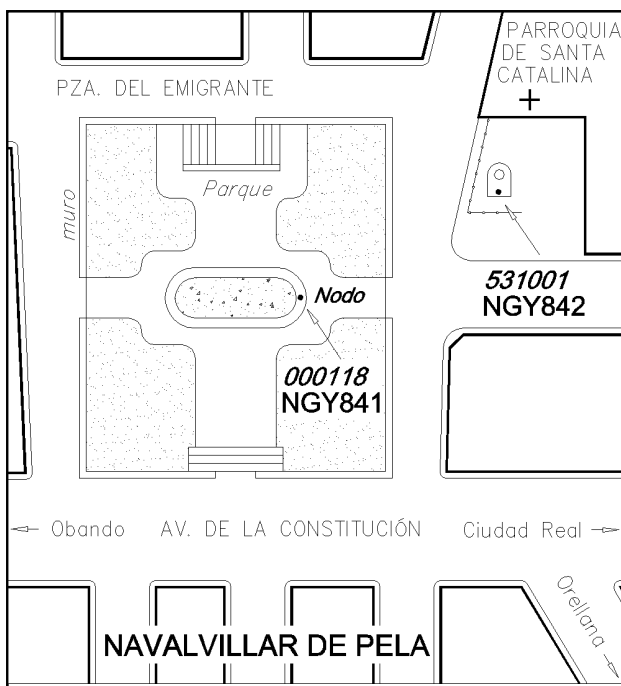 PARROQUIA
DE SANTA
CATALINA
PZA. DEL EMIGRANTE
muro
Parque
531001
NGY842
Nodo
000118
NGY841
← Obando
AV. DE LA CONSTITUCIÓN
Ciudad Real →
Orellana
NAVALVILLAR DE PELA